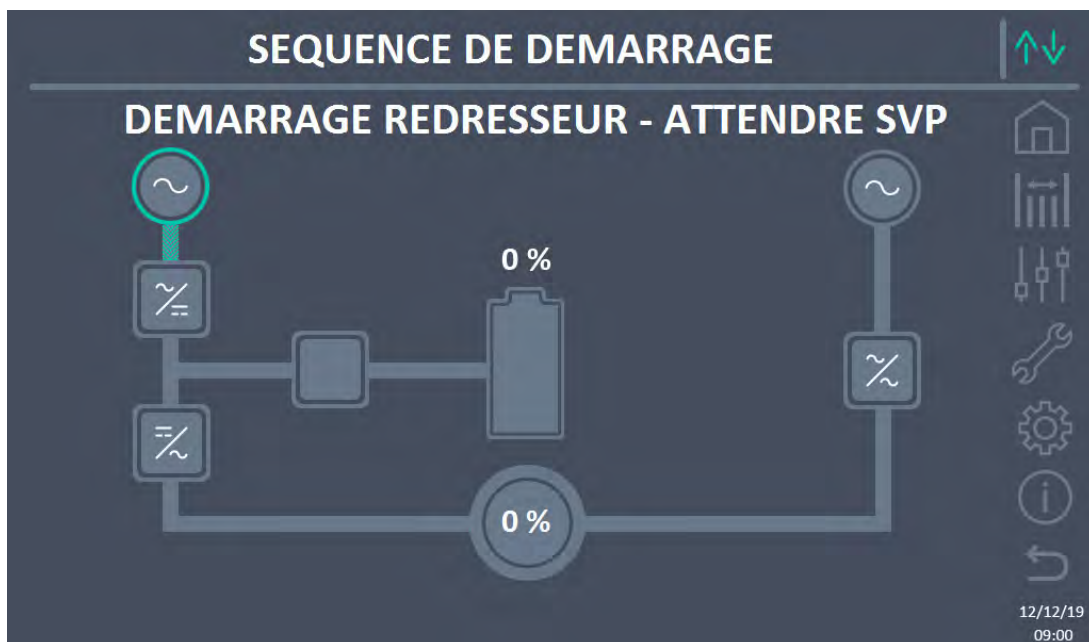 SEQUENCE DE DEMARRAGE
DEMARRAGE REDRESSEUR - ATTENDRE SVP
0 %
0 %
12/12/19
09:00